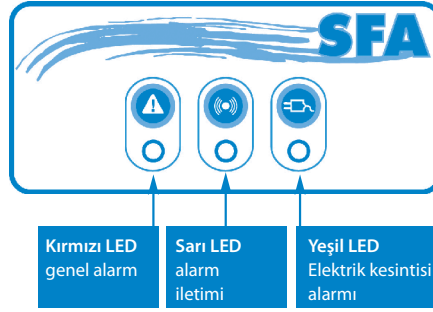 SFA
Kırmızı LED
genel alarm
Sarı LED
alarm
iletimi
Yeşil LED
Elektrik kesintisi
alarmı